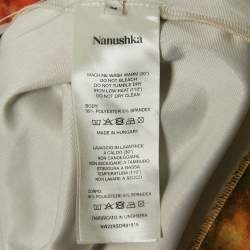 Nanushka
MACHINE WASH WARM (30°)
DO NOT BLEACH
DO NOT TUMBLE DRY
IRON LOW HEAT (110°)
DO NOT DRY CLEAN
BODY:
95% POLYESTER 5% SPANDEX
MADE IN HUNGARY
LAVAGGIO IN LAVATRICE
A CALDO (30°)
NON CANDEGGIARE
NON ASCIUGARE A TAMBURO
STIRATURA A BASSA
TEMPERATURA (110°)
NON LAVARE A SECCO
CORPO:
95% POLIESTERE 5% SPANDEX
FABBRICATO IN UNGHERIA